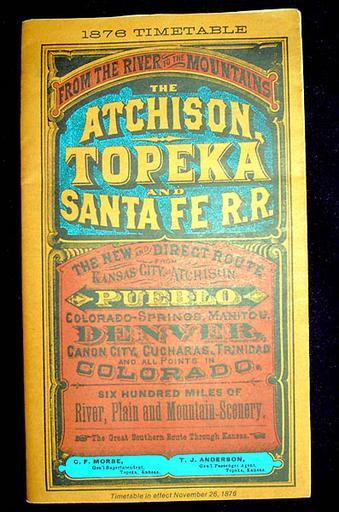 1876 TIMETABLE
FROM THE RIVER TO THE MOUNTAINS
THE
ATCHISON,
TOPEKA
AND
SANTA FE R.R.
THE NEW AND DIRECT ROUTE
FROM
KANSAS CITY AND ATCHISON
PUEBLO
COLORADO-SPRINGS, MANITOU,
DENVER,
CANON CITY, CUCHARAS, TRINIDAD
AND ALL POINTS IN
COLORADO.
SIX HUNDRED MILES OF
River, Plain and Mountain-Scenery.
The Great Southern Route Through Kansas.
C. F. MORSE, T. J. ANDERSON,
Gen'l Superintendent, Gen'l Passenger Agent,
Topeka, Kansas. Topeka, Kansas.
Timetable in effect November 26, 1876